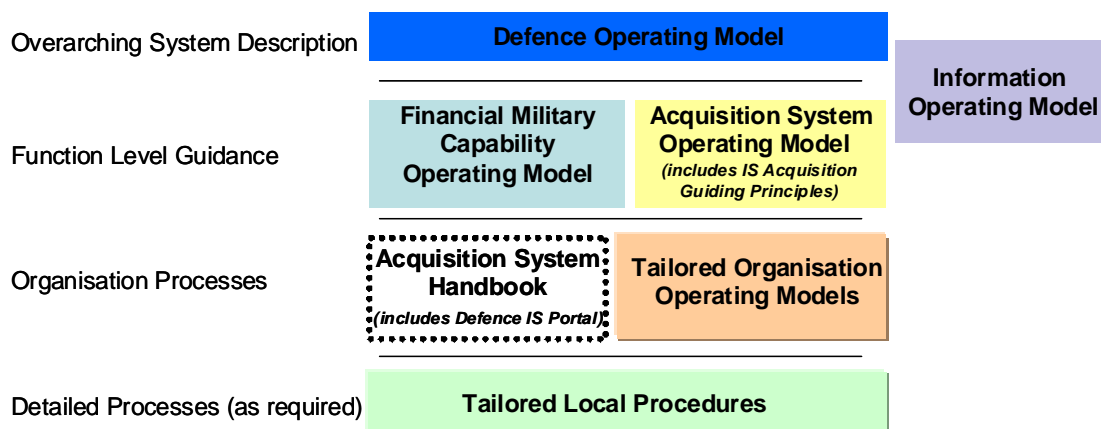 Overarching System Description
Defence Operating Model
Information
Operating Model
Function Level Guidance
Financial Military
Capability
Operating Model
Acquisition System
Operating Model
(includes IS Acquisition
Guiding Principles)
Organisation Processes
Acquisition System
Handbook
(includes Defence IS Portal)
Tailored Organisation
Operating Models
Detailed Processes (as required)
Tailored Local Procedures